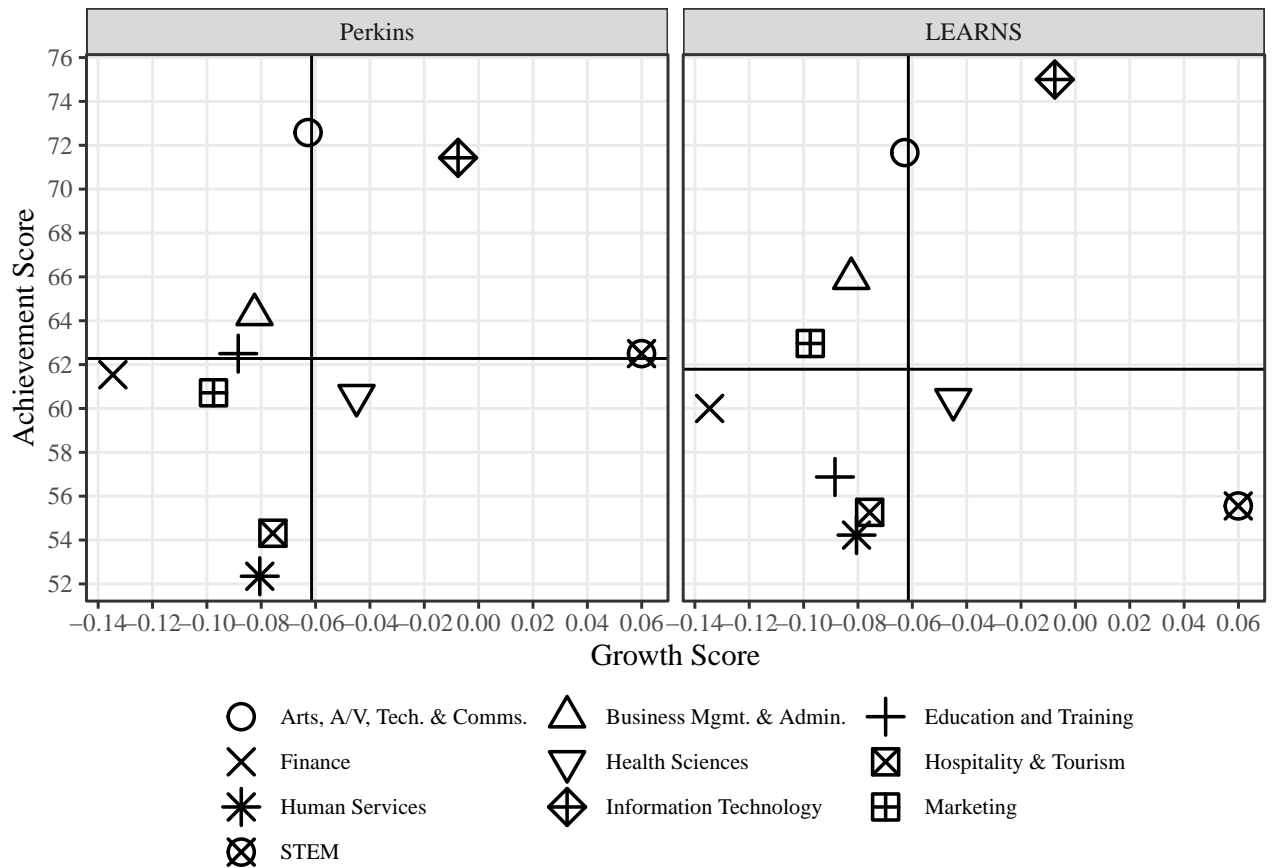 Perkins LEARNS
76
74
72
70
68
66
64
62
60
58
56
54
52
Achievement Score
−0.14 −0.12 −0.10 −0.08 −0.06 −0.04 −0.02 0.00 0.02 0.04 0.06 −0.14 −0.12 −0.10 −0.08 −0.06 −0.04 −0.02 0.00 0.02 0.04 0.06
Growth Score
Arts, A/V, Tech. & Comms. Business Mgmt. & Admin. Education and Training
Finance Health Sciences Hospitality & Tourism
Human Services Information Technology Marketing
STEM